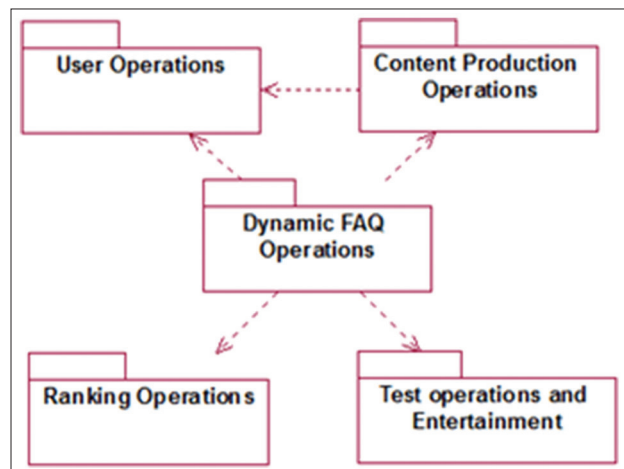 User Operations
Content Production
Operations
Dynamic FAQ
Operations
Ranking Operations
Test operations and
Entertainment